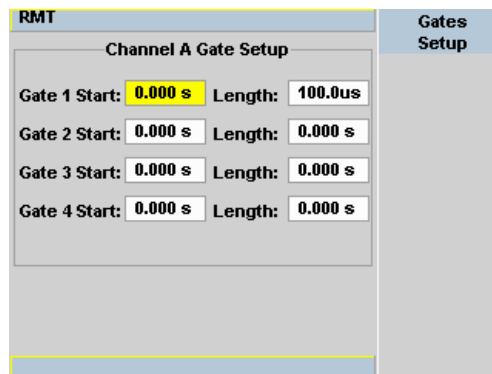 RMT
Gates
Setup
Channel A Gate Setup
Gate 1 Start: 0.000 s Length: 100.0us
Gate 2 Start: 0.000 s Length: 0.000 s
Gate 3 Start: 0.000 s Length: 0.000 s
Gate 4 Start: 0.000 s Length: 0.000 s